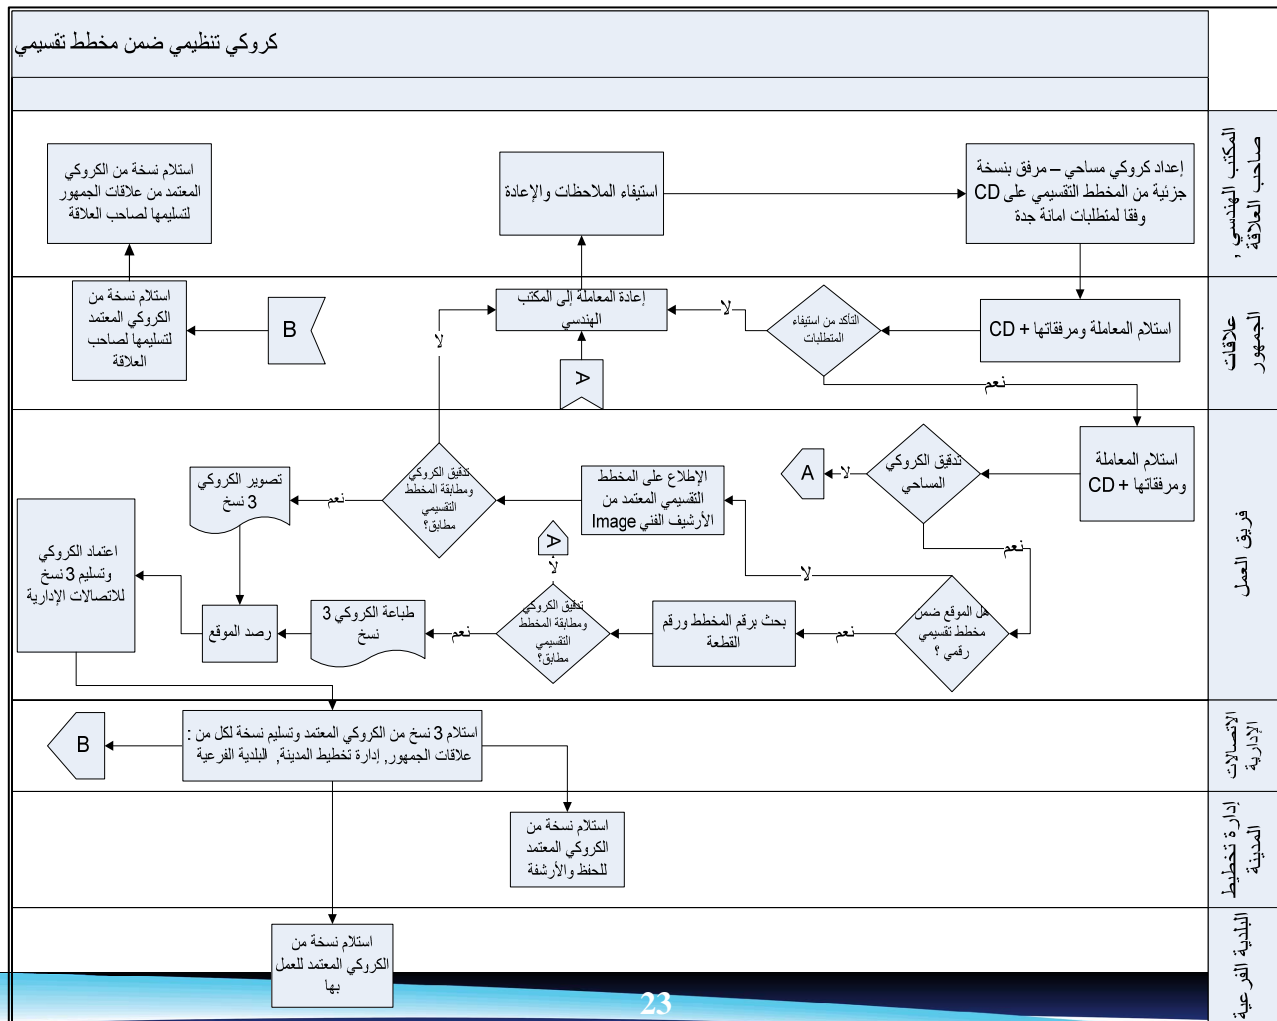 كروكي تنظيمي ضمن مخطط تقسيمي
المكتب الهندسي ,
صاحب العلاقة
إعداد كروكي مساحي – مرفق بنسخة
جزئية من المخطط التقسيمي على CD
وفقا لمتطلبات امانة جدة
استيفاء الملاحظات والإعادة
استلام نسخة من الكروكي
المعتمد من علاقات الجمهور
لتسليمها لصاحب العلاقة
علاقات
الجمهور
استلام المعاملة ومرفقاتها + CD
التأكد من استيفاء
المتطلبات
لا
نعم
إعادة المعاملة إلى المكتب
الهندسي
A
لا
B
استلام نسخة من
الكروكي المعتمد
لتسليمها لصاحب
العلاقة
فريق العمل
استلام المعاملة
ومرفقاتها + CD
تدقيق الكروكي
المساحي
لا
A
نعم
هل الموقع ضمن
مخطط تقسيمي
رقمي ؟
لا
نعم
الإطلاع على المخطط
التقسيمي المعتمد من
الأرشيف الفني Image
تدقيق الكروكي
ومطابقة المخطط
التقسيمي
مطابق؟
نعم
تصوير الكروكي
3 نسخ
بحث برقم المخطط ورقم
القطعة
تدقيق الكروكي
ومطابقة المخطط
التقسيمي
مطابق؟
لا
A
نعم
طباعة الكروكي 3
نسخ
رصد الموقع
اعتماد الكروكي
وتسليم 3 نسخ
للاتصالات الإدارية
الاتصالات
الإدارية
استلام 3 نسخ من الكروكي المعتمد وتسليم نسخة لكل من :
علاقات الجمهور, إدارة تخطيط المدينة, البلدية الفرعية
B
إدارة تخطيط
المدينة
استلام نسخة من
الكروكي المعتمد
للحفظ والأرشفة
البلدية الفرعية
استلام نسخة من
الكروكي المعتمد للعمل
بها
23